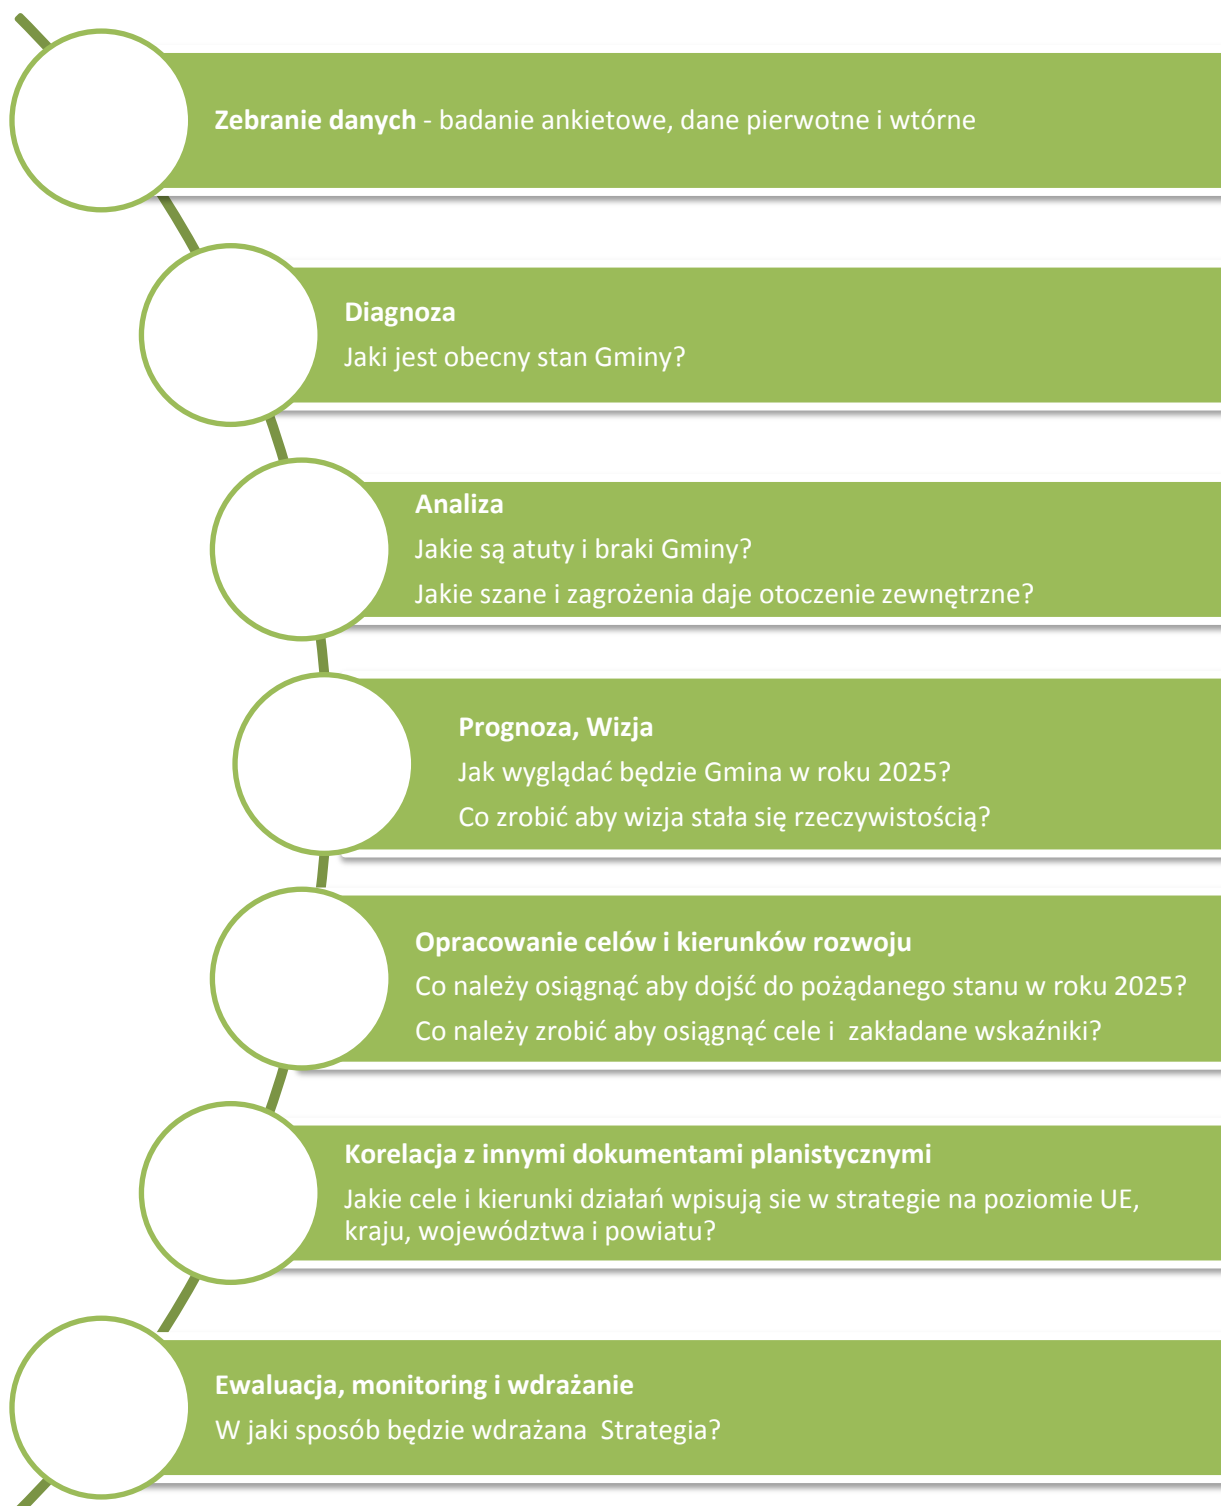 Zebranie danych - badanie ankietowe, dane pierwotne i wtórne
Diagnoza
Jaki jest obecny stan Gminy?
Analiza
Jakie są atuty i braki Gminy?
Jakie szane i zagrożenia daje otoczenie zewnętrzne?
Prognoza, Wizja
Jak wyglądać będzie Gmina w roku 2025?
Co zrobić aby wizja stała się rzeczywistością?
Opracowanie celów i kierunków rozwoju
Co należy osiągnąć aby dojść do pożądanego stanu w roku 2025?
Co należy zrobić aby osiągnąć cele i  zakładane wskaźniki?
Korelacja z innymi dokumentami planistycznymi
Jakie cele i kierunki działań wpisują sie w strategie na poziomie UE,
kraju, województwa i powiatu?
Ewaluacja, monitoring i wdrażanie
W jaki sposób będzie wdrażana  Strategia?